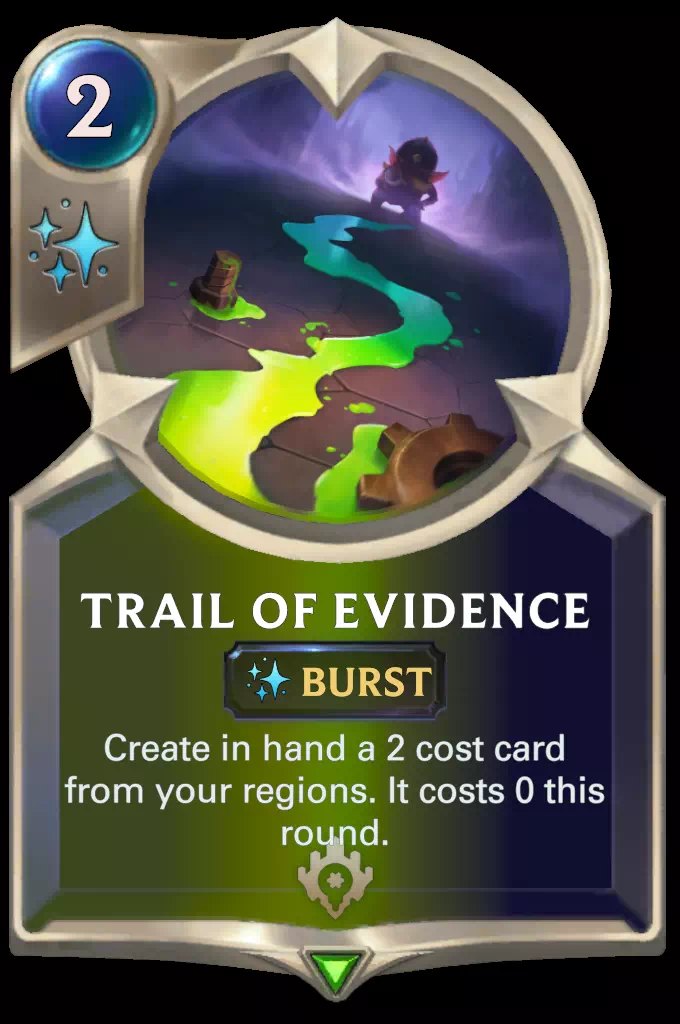 2
TRAIL OF EVIDENCE
BURST
Create in hand a 2 cost card
from your regions. It costs 0 this
round.